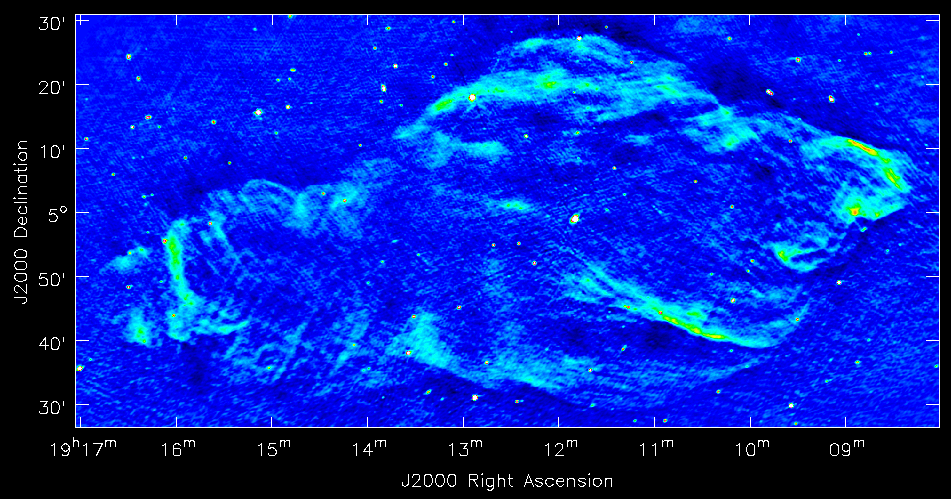 30'
20'
10'
5°
50'
40'
30'
J2000 Declination
19ʰ17ᵐ 16ᵐ 15ᵐ 14ᵐ 13ᵐ 12ᵐ 11ᵐ 10ᵐ 09ᵐ
J2000 Right Ascension